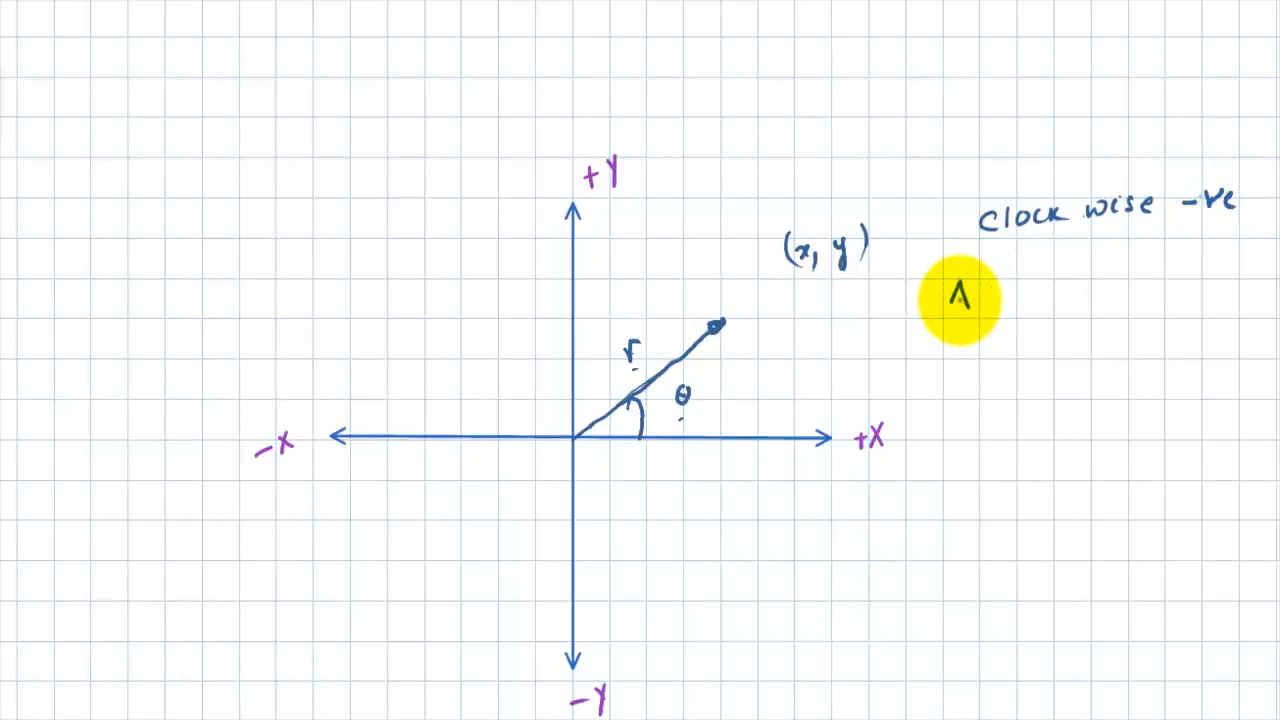 +Y
Clock wise -ve
(x, y)
A
r
θ
-X
+X
-Y